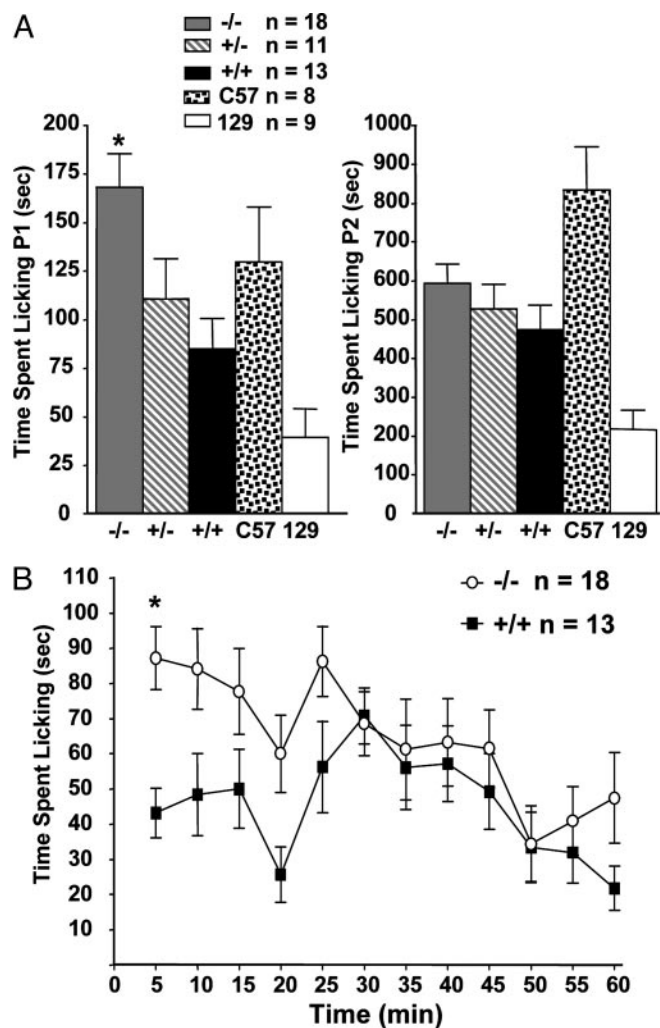 A
-/- n = 18
+/- n = 11
+/+ n = 13
C57 n = 8
129 n = 9
Time Spent Licking P1 (sec)
200
175
150
125
100
75
50
25
0
*
-/- +/- +/+ C57 129
Time Spent Licking P2 (sec)
1000
900
800
700
600
500
400
300
200
100
0
-/- +/- +/+ C57 129
B
Time Spent Licking (sec)
110
100
90
80
70
60
50
40
30
20
10
*
-/- n = 18
+/+ n = 13
0 5 10 15 20 25 30 35 40 45 50 55 60
Time (min)